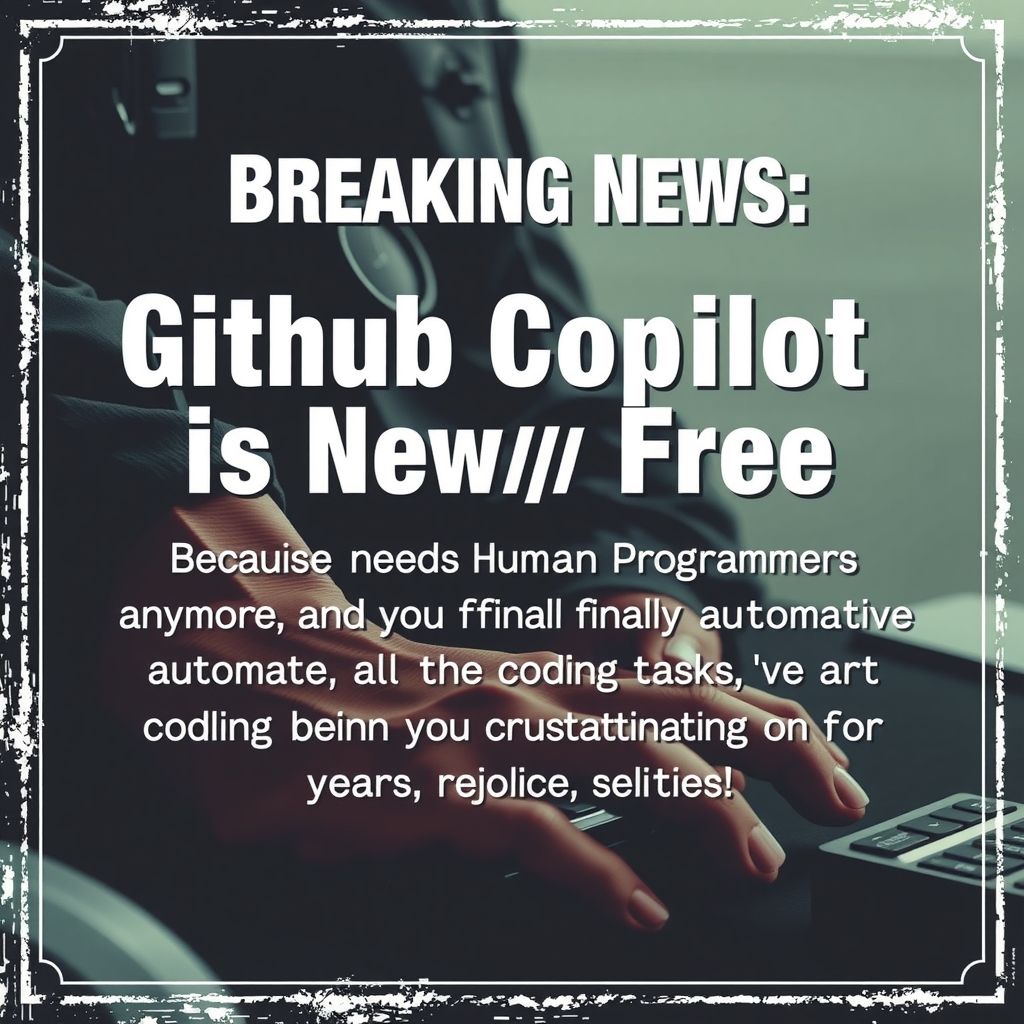 BREAKING NEWS:
Github Copilot
is New/// Free
Becauise needs Human Programmers
anymore, and you ffinall finally automative
automate, all the coding tasks, 've art
codling beinn you crustattinating on for
years, rejolice, selities!